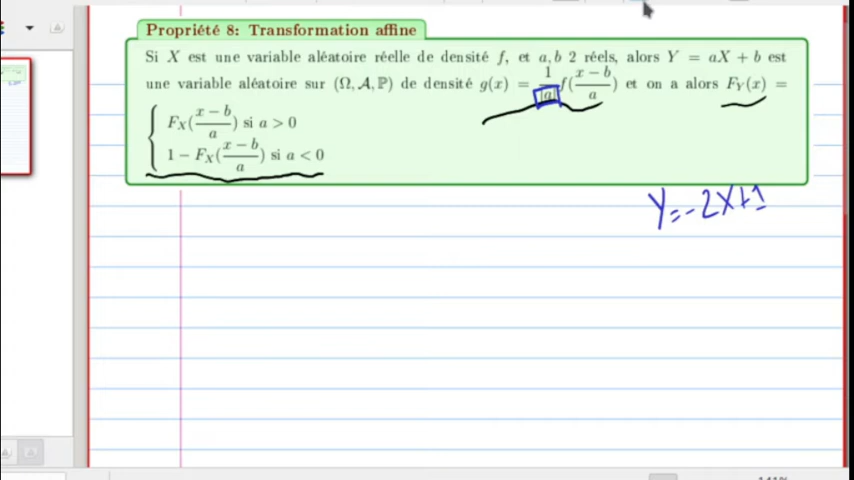 Propriété 8: Transformation affine
Si X est une variable aléatoire réelle de densité f, et a, b 2 réels, alors Y = aX + b est
une variable aléatoire sur (Ω, 𝒜, ℙ) de densité g(x) = 1/|a| f((x − b)/a) et on a alors F_Y(x) =
F_X((x − b)/a) si a > 0
1 − F_X((x − b)/a) si a < 0
Y=-2X+1